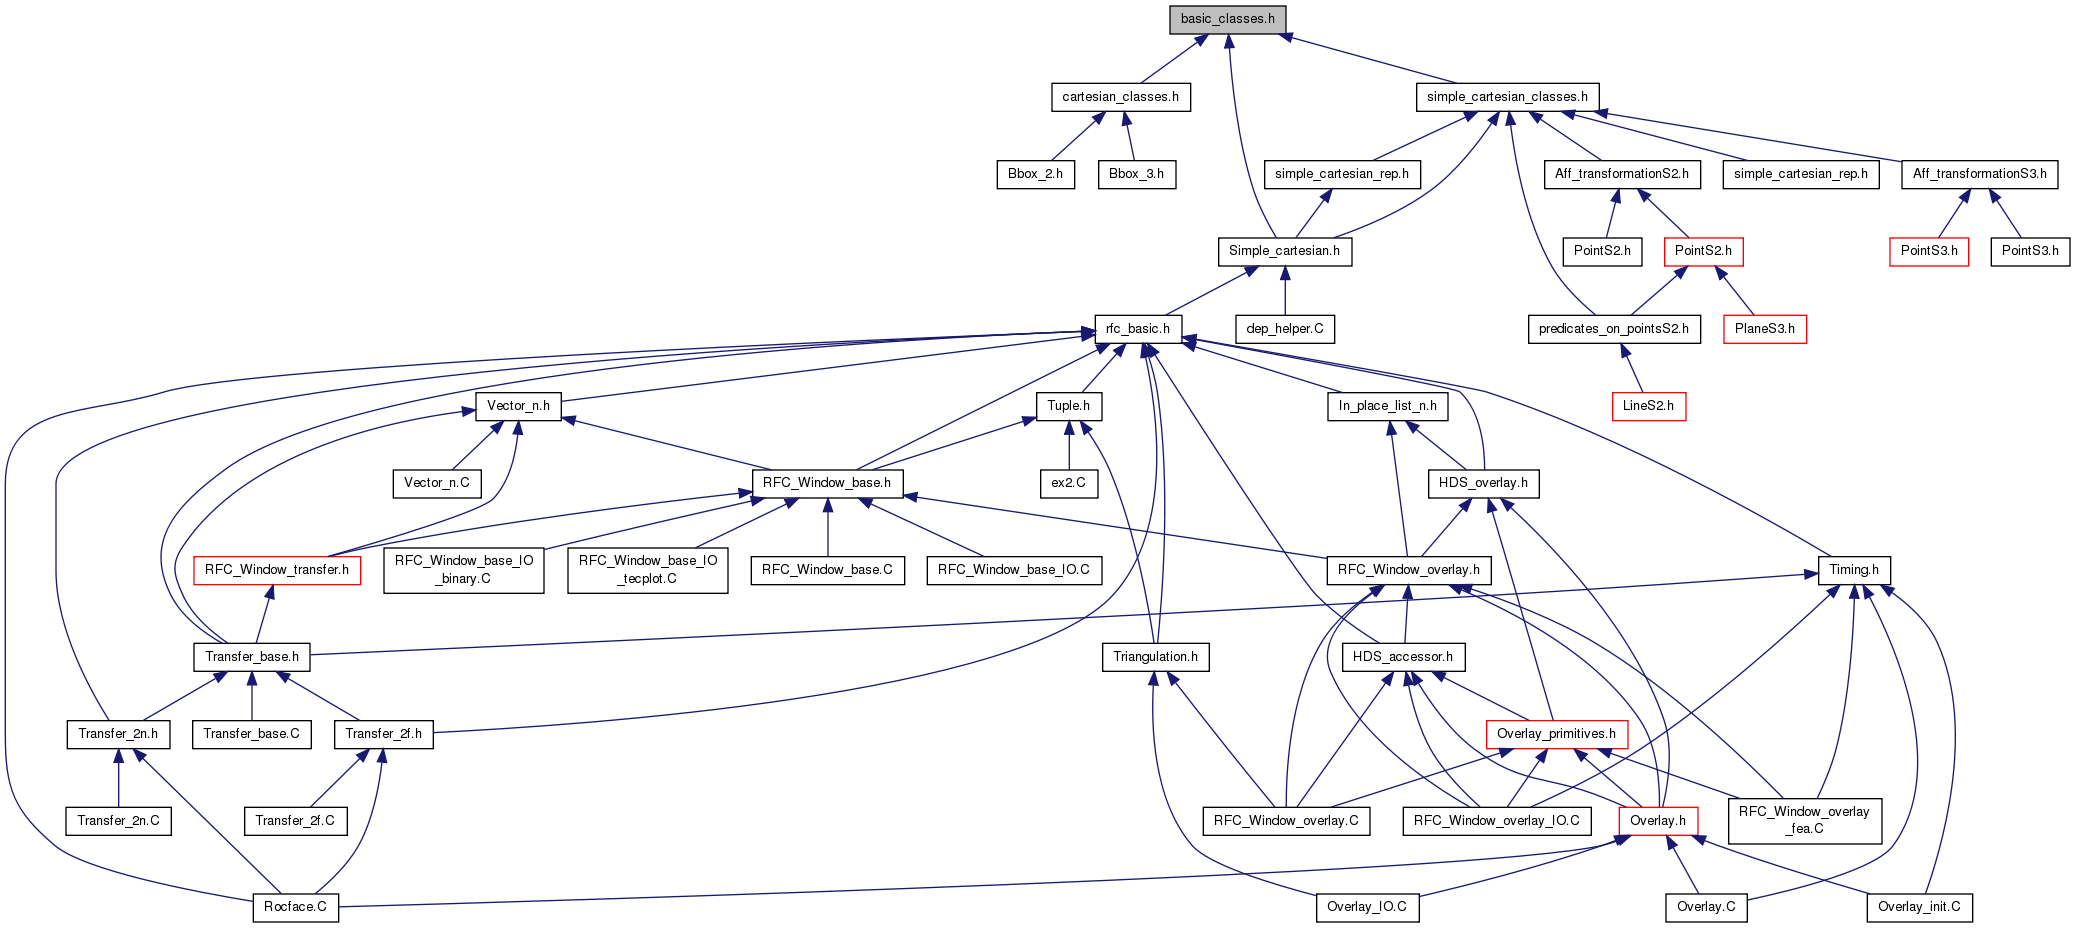 basic_classes.h
cartesian_classes.h
simple_cartesian_classes.h
Bbox_2.h
Bbox_3.h
simple_cartesian_rep.h
Aff_transformationS2.h
simple_cartesian_rep.h
Aff_transformationS3.h
Simple_cartesian.h
PointS2.h
PointS2.h
PointS3.h
PointS3.h
rfc_basic.h
dep_helper.C
predicates_on_pointsS2.h
PlaneS3.h
Vector_n.h
Tuple.h
In_place_list_n.h
LineS2.h
Vector_n.C
RFC_Window_base.h
ex2.C
HDS_overlay.h
RFC_Window_transfer.h
RFC_Window_base_IO
_binary.C
RFC_Window_base_IO
_tecplot.C
RFC_Window_base.C
RFC_Window_base_IO.C
RFC_Window_overlay.h
Timing.h
Transfer_base.h
Triangulation.h
HDS_accessor.h
Transfer_2n.h
Transfer_base.C
Transfer_2f.h
Overlay_primitives.h
Transfer_2n.C
Transfer_2f.C
RFC_Window_overlay.C
RFC_Window_overlay_IO.C
Overlay.h
RFC_Window_overlay
_fea.C
Rocface.C
Overlay_IO.C
Overlay.C
Overlay_init.C